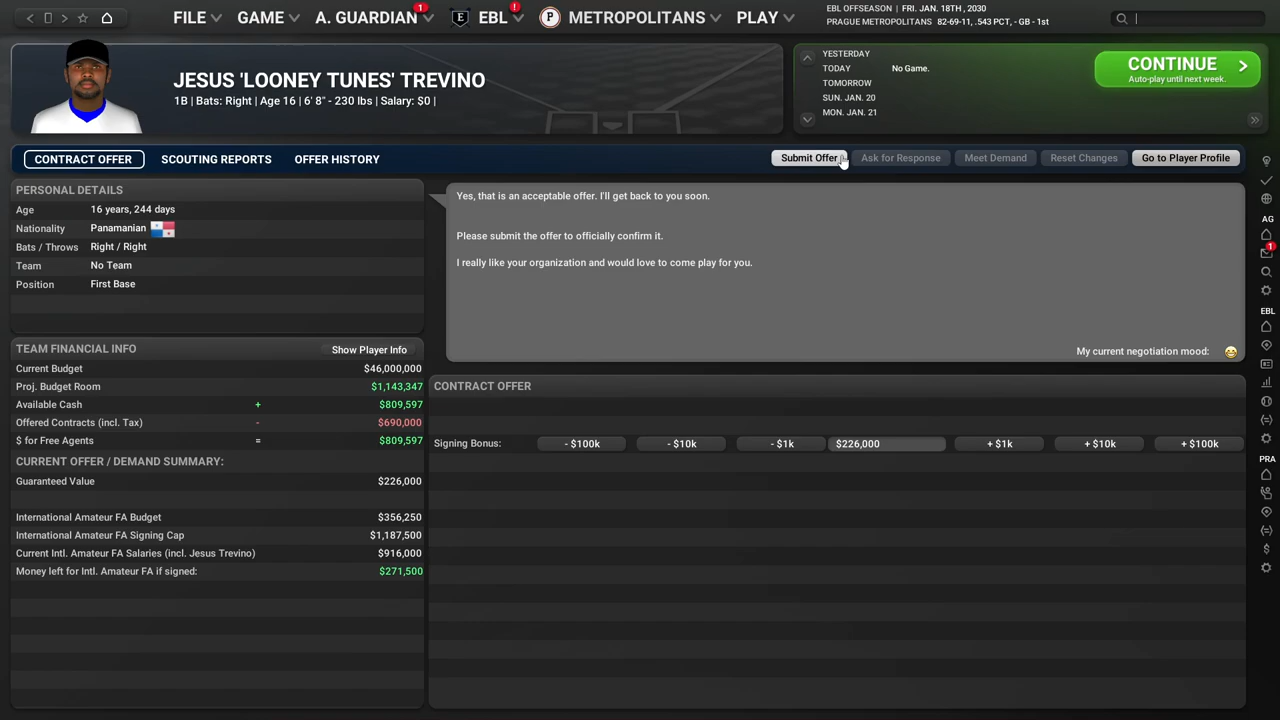 FILE GAME A. GUARDIAN 1 E EBL ! P METROPOLITANS PLAY
EBL OFFSEASON | FRI. JAN. 18TH , 2030
PRAGUE METROPOLITANS 82-69-11, .543 PCT, - GB - 1st
JESUS 'LOONEY TUNES' TREVINO
1B | Bats: Right | Age 16 | 6' 8" - 230 lbs | Salary: $0 |
YESTERDAY
TODAY No Game.
TOMORROW
SUN. JAN. 20
MON. JAN. 21
CONTINUE
Auto-play until next week.
CONTRACT OFFER SCOUTING REPORTS OFFER HISTORY
Submit Offer Ask for Response Meet Demand Reset Changes Go to Player Profile
PERSONAL DETAILS
Age 16 years, 244 days
Nationality Panamanian
Bats / Throws Right / Right
Team No Team
Position First Base
Yes, that is an acceptable offer. I'll get back to you soon.
Please submit the offer to officially confirm it.
I really like your organization and would love to come play for you.
My current negotiation mood:
TEAM FINANCIAL INFO Show Player Info
Current Budget $46,000,000
Proj. Budget Room $1,143,347
Available Cash + $809,597
Offered Contracts (incl. Tax) - $690,000
$ for Free Agents = $809,597
CURRENT OFFER / DEMAND SUMMARY:
Guaranteed Value $226,000
International Amateur FA Budget $356,250
International Amateur FA Signing Cap $1,187,500
Current Intl. Amateur FA Salaries (incl. Jesus Trevino) $916,000
Money left for Intl. Amateur FA if signed: $271,500
CONTRACT OFFER
Signing Bonus: - $100k - $10k - $1k $226,000 + $1k + $10k + $100k
AG
1
EBL
PRA